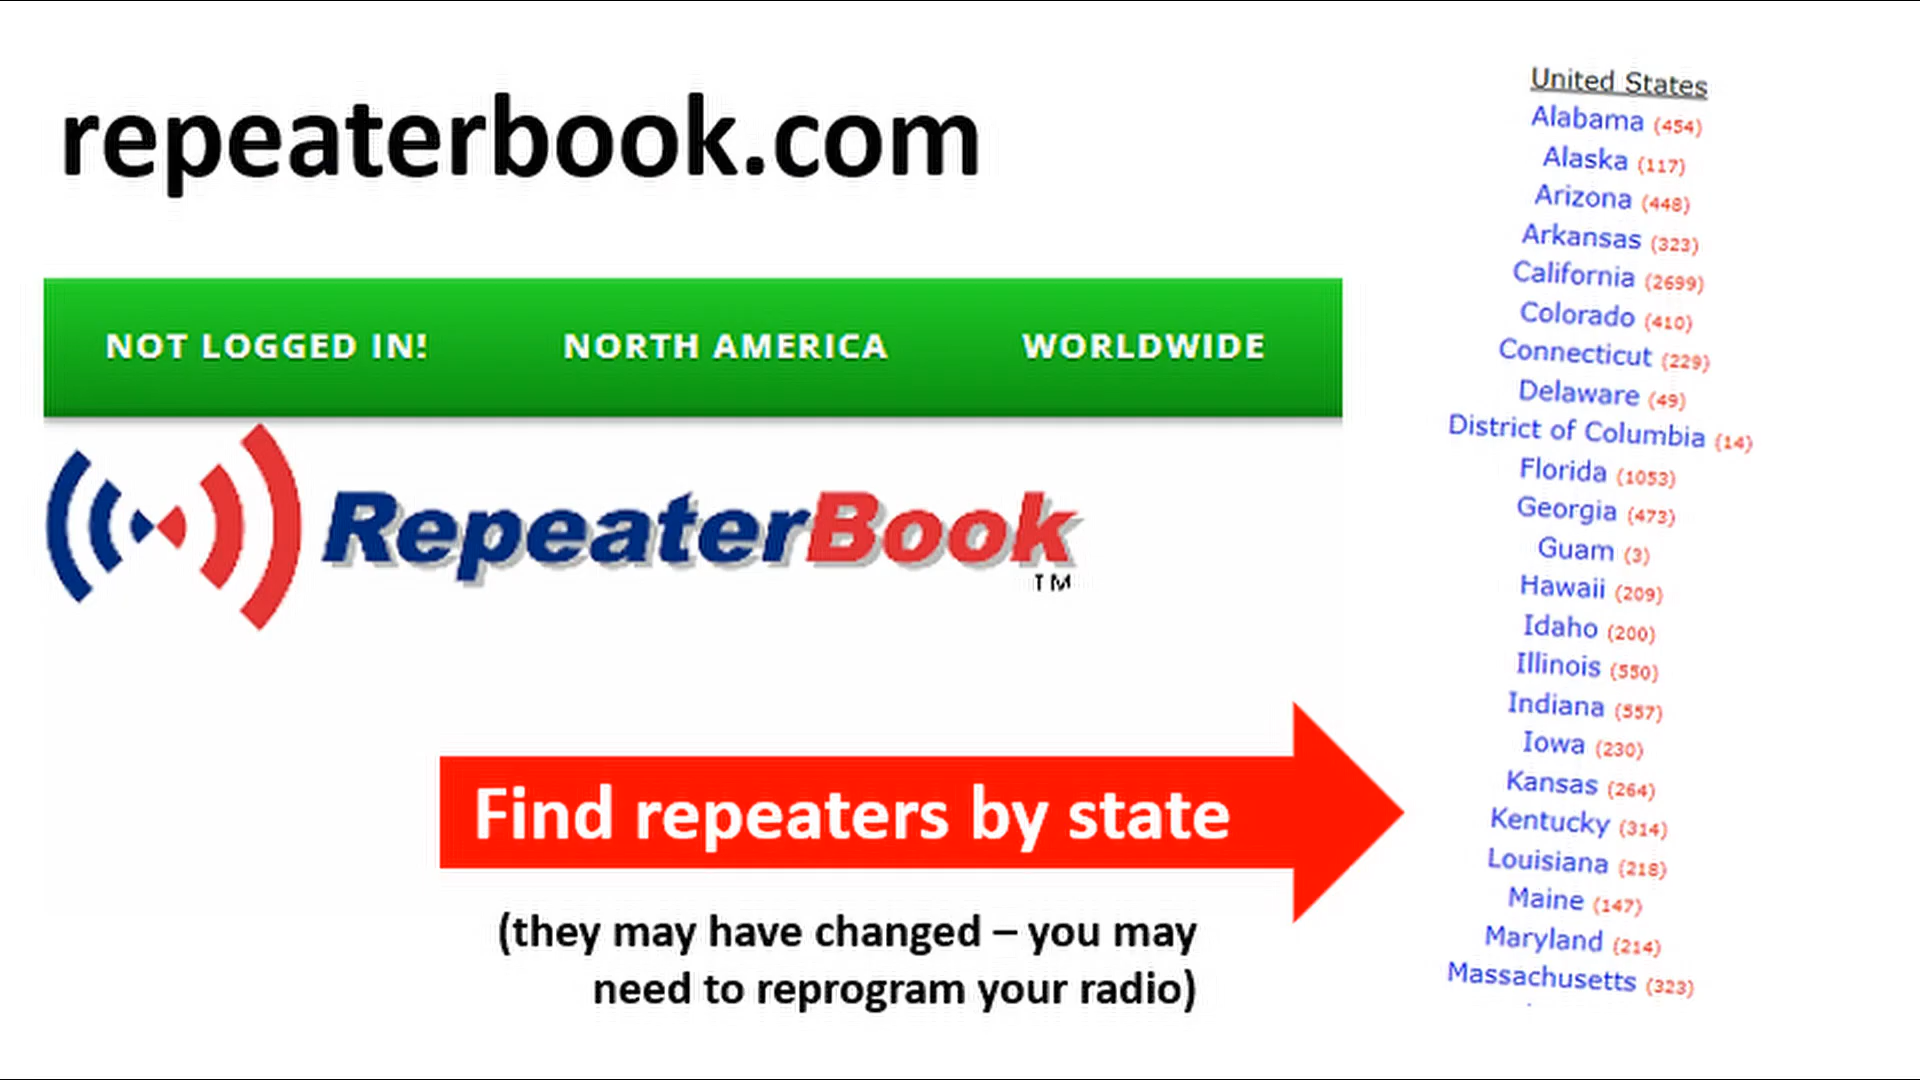 repeaterbook.com
NOT LOGGED IN! NORTH AMERICA WORLDWIDE
RepeaterBook
TM
Find repeaters by state
(they may have changed – you may
need to reprogram your radio)
United States
Alabama (454)
Alaska (117)
Arizona (448)
Arkansas (323)
California (2699)
Colorado (410)
Connecticut (229)
Delaware (49)
District of Columbia (14)
Florida (1053)
Georgia (473)
Guam (3)
Hawaii (209)
Idaho (200)
Illinois (550)
Indiana (557)
Iowa (230)
Kansas (264)
Kentucky (314)
Louisiana (218)
Maine (147)
Maryland (214)
Massachusetts (323)